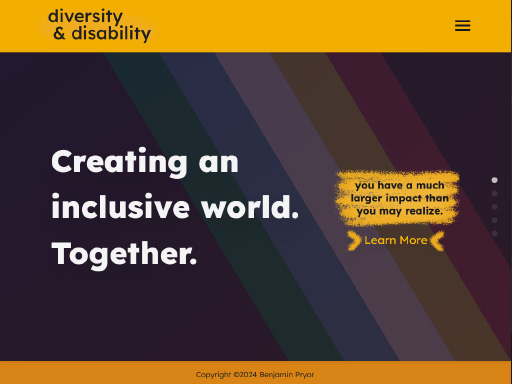 diversity
& disability
Creating an
inclusive world.
Together.
you have a much
larger impact than
you may realize.
Learn More
Copyright ©2024 Benjamin Pryor